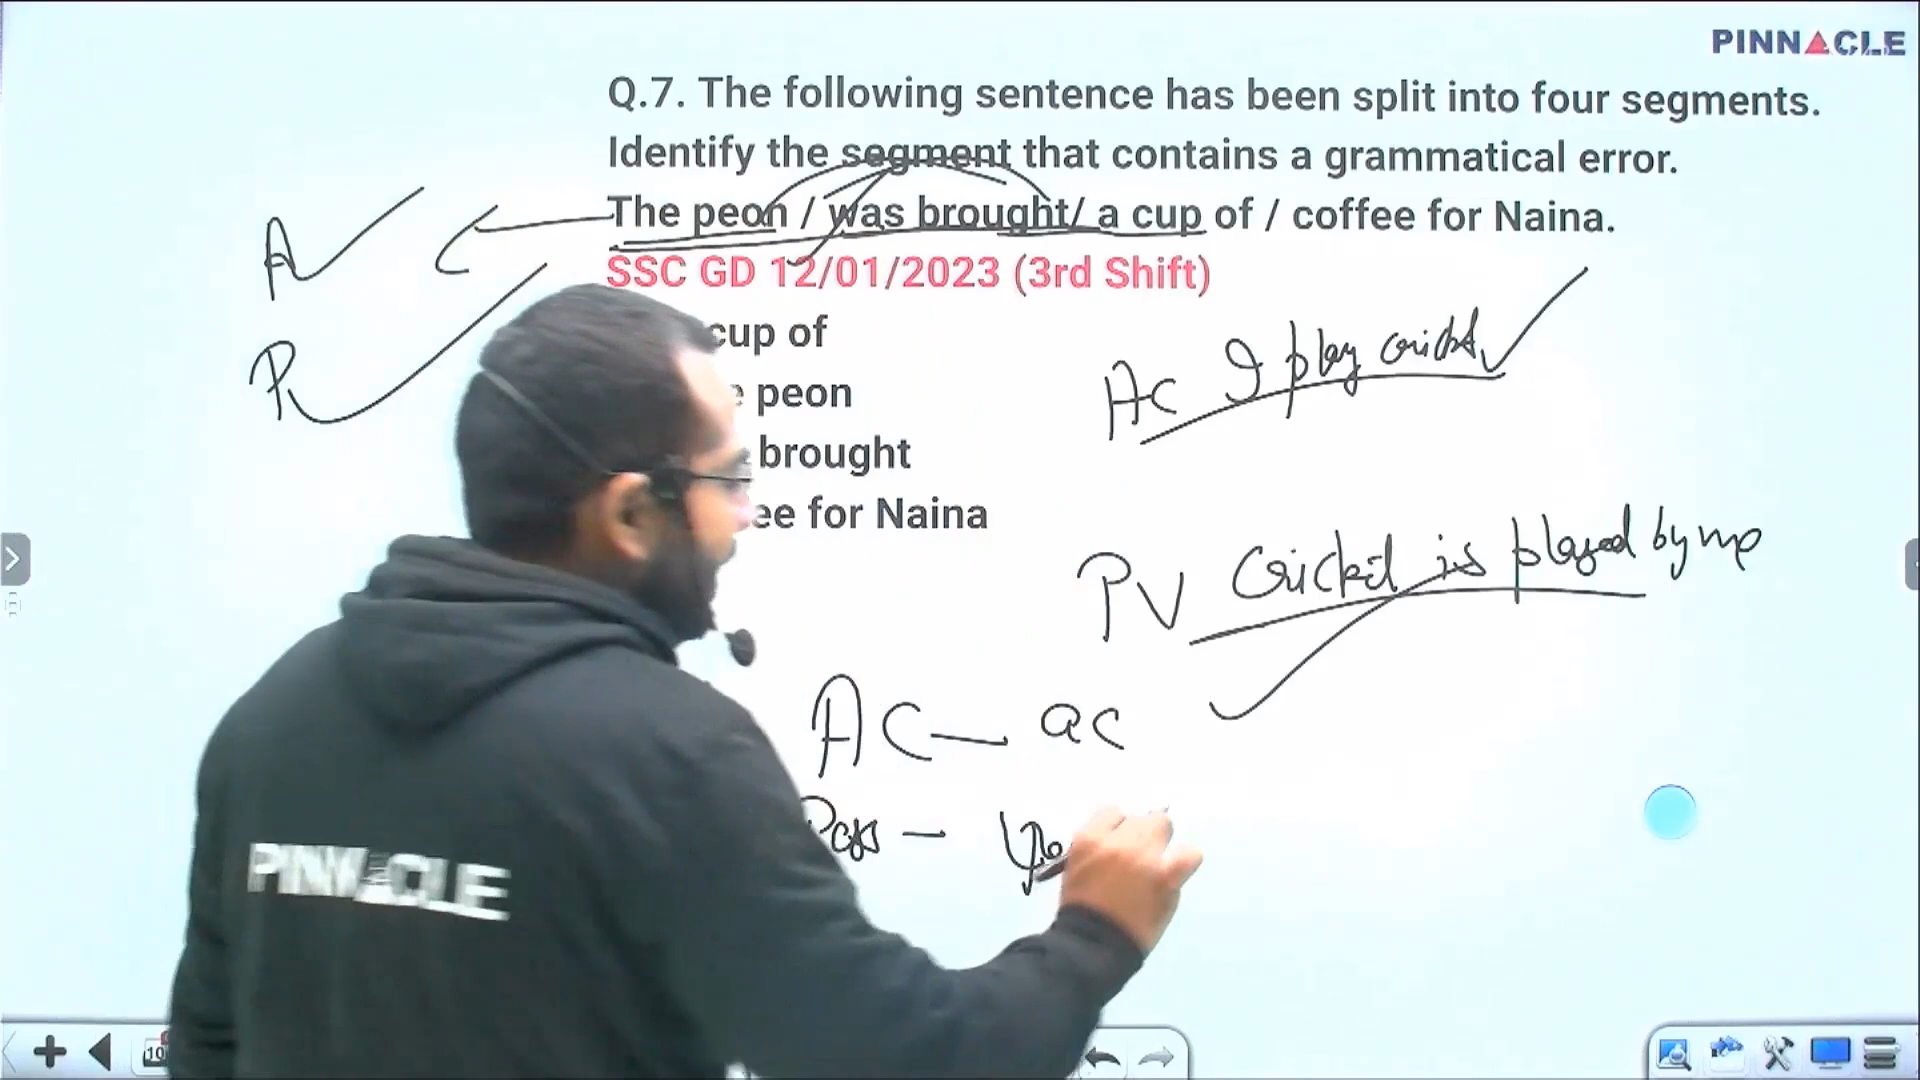 PINNACLE
Q.7. The following sentence has been split into four segments.
Identify the segment that contains a grammatical error.
The peon / was brought/ a cup of / coffee for Naina.
SSC GD 12/01/2023 (3rd Shift)
cup of
peon
brought
ee for Naina
A
P
AC I play cricket
PV Cricket is played by me
AC — ac
Pass —
PINNACLE
10